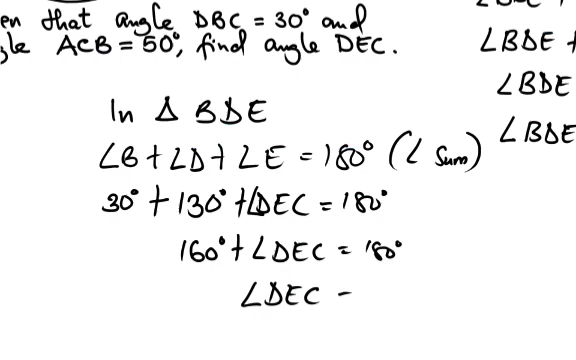 en that angle DBC = 30° and
gle ACB = 50°, find angle DEC.
∠BDE +
∠BDE
∠BDE
In Δ BDE
∠B + ∠D + ∠E = 180° (∠ Sum)
30° + 130° + ∠DEC = 180°
160° + ∠DEC = 180°
∠DEC =